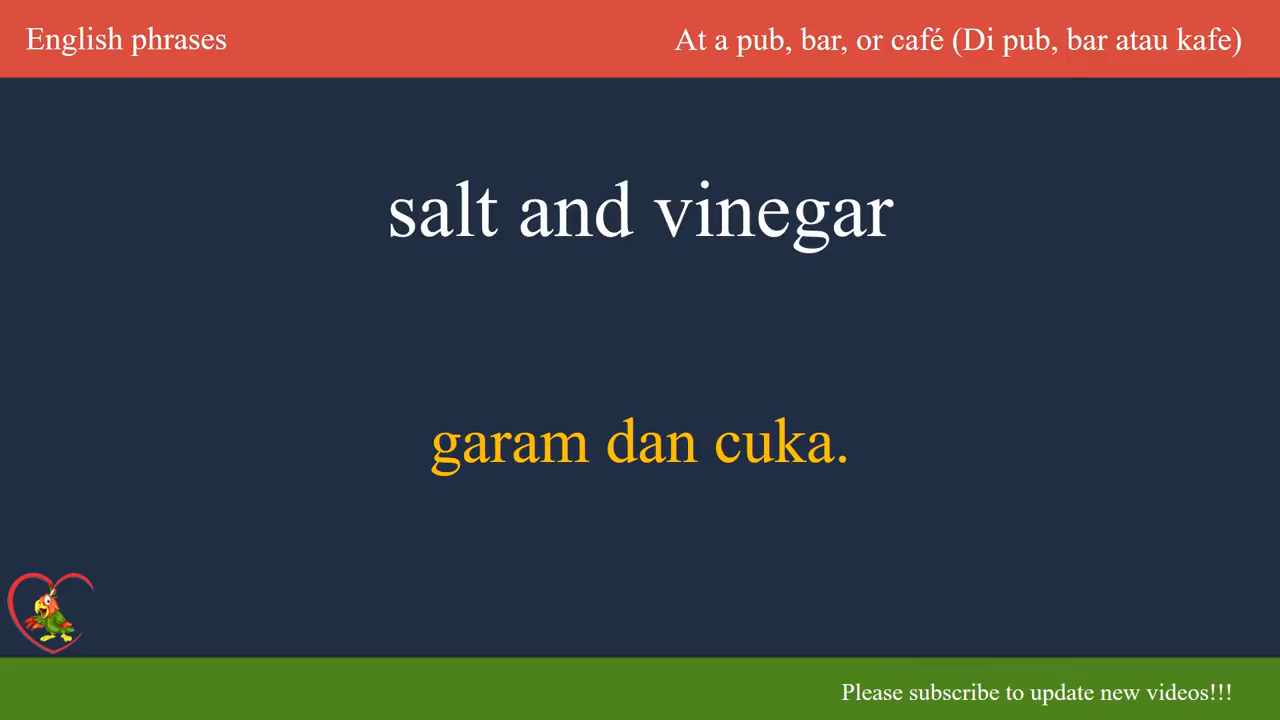 English phrases
At a pub, bar, or café (Di pub, bar atau kafe)
salt and vinegar
garam dan cuka.
Please subscribe to update new videos!!!